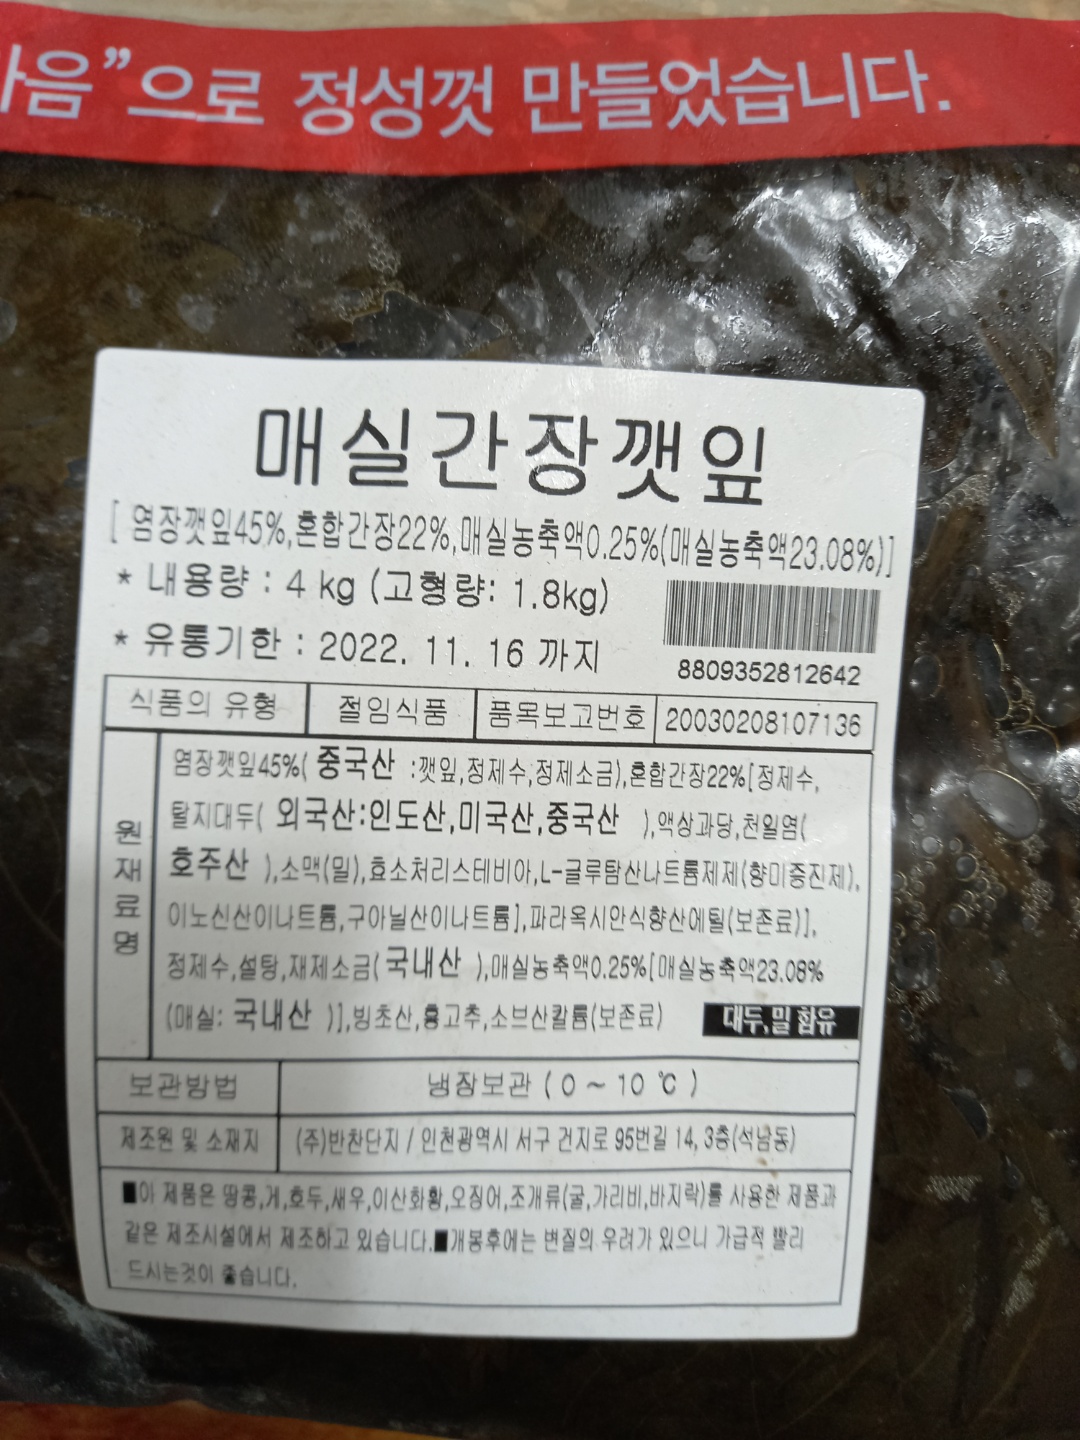 음”으로 정성껏 만들었습니다.
매실간장깻잎
[ 염장깻잎45%,혼합간장22%,매실농축액0.25%(매실농축액23.08%)]
* 내용량 : 4 kg (고형량: 1.8kg)
* 유통기한 : 2022. 11. 16 까지
8809352812642
식품의 유형 절임식품 품목보고번호 20030208107136
원재료명
염장깻잎45%( 중국산 :깻잎,정제수,정제소금),혼합간장22%[정제수,
탈지대두( 외국산:인도산,미국산,중국산 ),액상과당,천일염(
호주산 ),소맥(밀),효소처리스테비아,L-글루탐산나트륨제제(향미증진제),
이노신산이나트륨,구아닐산이나트륨],파라옥시안식향산에틸(보존료)],
정제수,설탕,재제소금( 국내산 ),매실농축액0.25%[매실농축액23.08%
(매실: 국내산 )],빙초산,홍고추,소브산칼륨(보존료) 대두,밀 함유
보관방법 냉장보관 ( 0 ~ 10 ℃ )
제조원 및 소재지 (주)반찬단지 / 인천광역시 서구 건지로 95번길 14, 3층(석남동)
■이 제품은 땅콩,게,호두,새우,이산화황,오징어,조개류(굴,가리비,바지락)를 사용한 제품과
같은 제조시설에서 제조하고 있습니다.■개봉후에는 변질의 우려가 있으니 가급적 빨리
드시는것이 좋습니다.